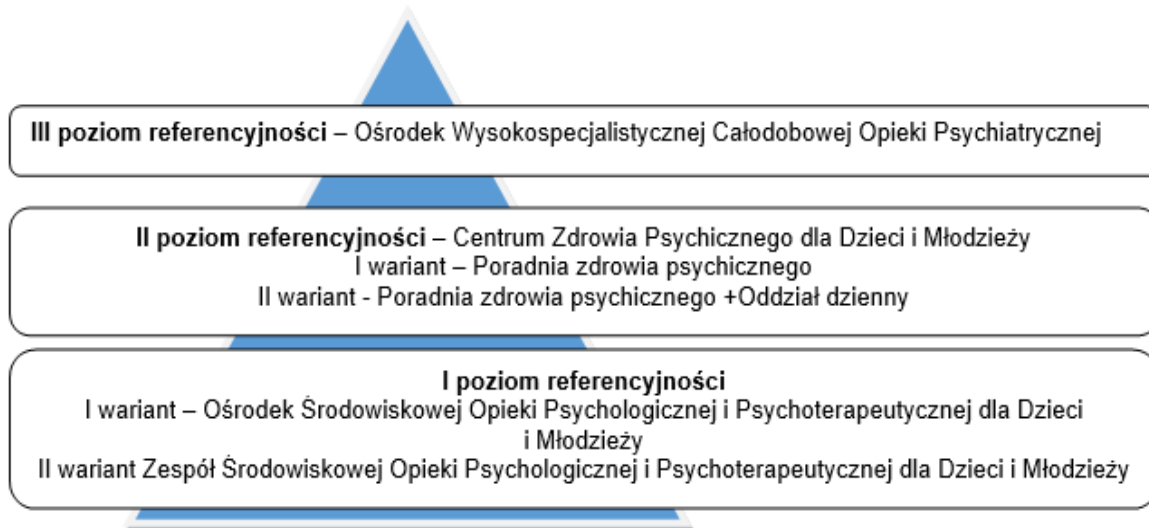 III poziom referencyjności – Ośrodek Wysokospecjalistycznej Całodobowej Opieki Psychiatrycznej
II poziom referencyjności – Centrum Zdrowia Psychicznego dla Dzieci i Młodzieży
I wariant – Poradnia zdrowia psychicznego
II wariant - Poradnia zdrowia psychicznego +Oddział dzienny
I poziom referencyjności
I wariant – Ośrodek Środowiskowej Opieki Psychologicznej i Psychoterapeutycznej dla Dzieci
i Młodzieży
II wariant Zespół Środowiskowej Opieki Psychologicznej i Psychoterapeutycznej dla Dzieci i Młodzieży